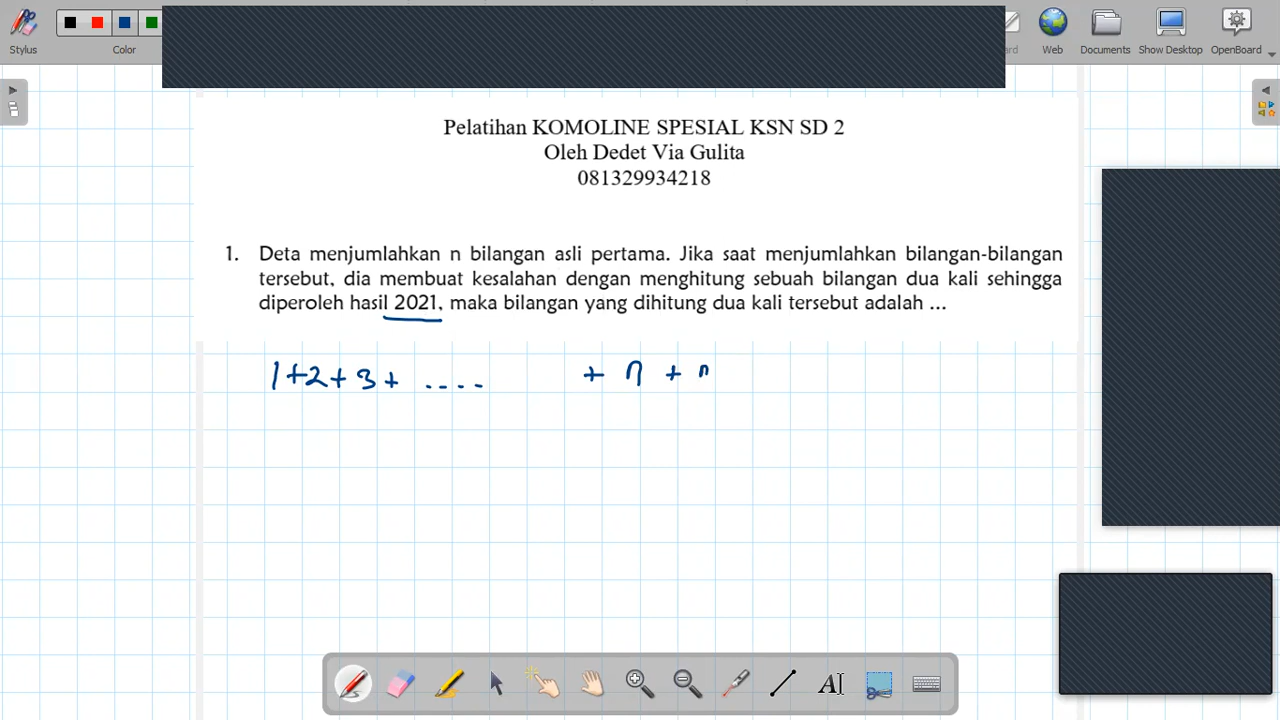 Stylus
Color
Web
Documents
Show Desktop
OpenBoard
Pelatihan KOMOLINE SPESIAL KSN SD 2
Oleh Dedet Via Gulita
081329934218
1. Deta menjumlahkan n bilangan asli pertama. Jika saat menjumlahkan bilangan-bilangan
tersebut, dia membuat kesalahan dengan menghitung sebuah bilangan dua kali sehingga
diperoleh hasil 2021, maka bilangan yang dihitung dua kali tersebut adalah ...
1+2+3+ .... + n + n